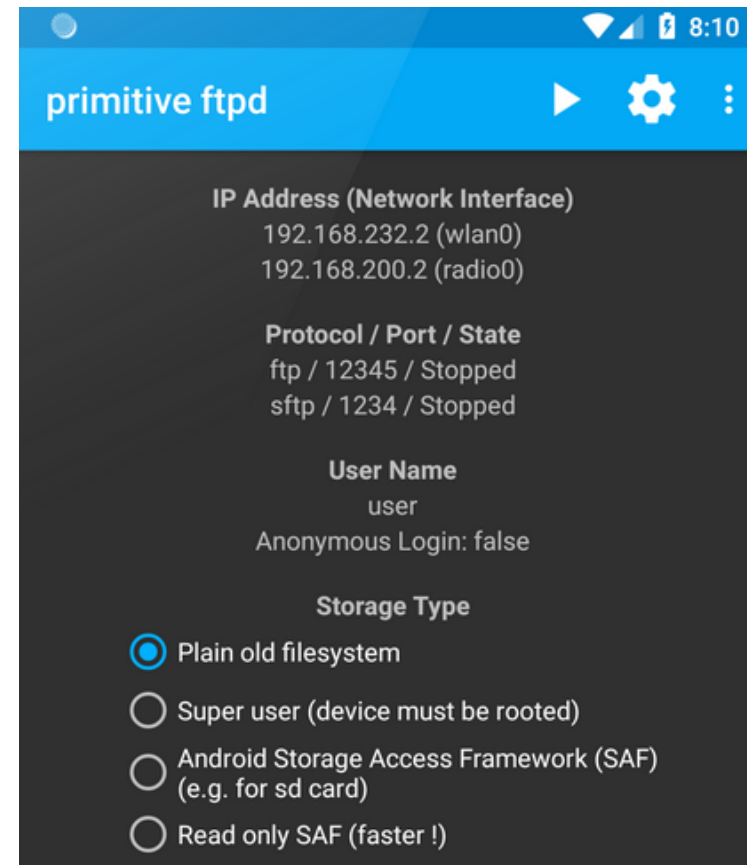 8:10
primitive ftpd
IP Address (Network Interface)
192.168.232.2 (wlan0)
192.168.200.2 (radio0)
Protocol / Port / State
ftp / 12345 / Stopped
sftp / 1234 / Stopped
User Name
user
Anonymous Login: false
Storage Type
Plain old filesystem
Super user (device must be rooted)
Android Storage Access Framework (SAF)
(e.g. for sd card)
Read only SAF (faster !)